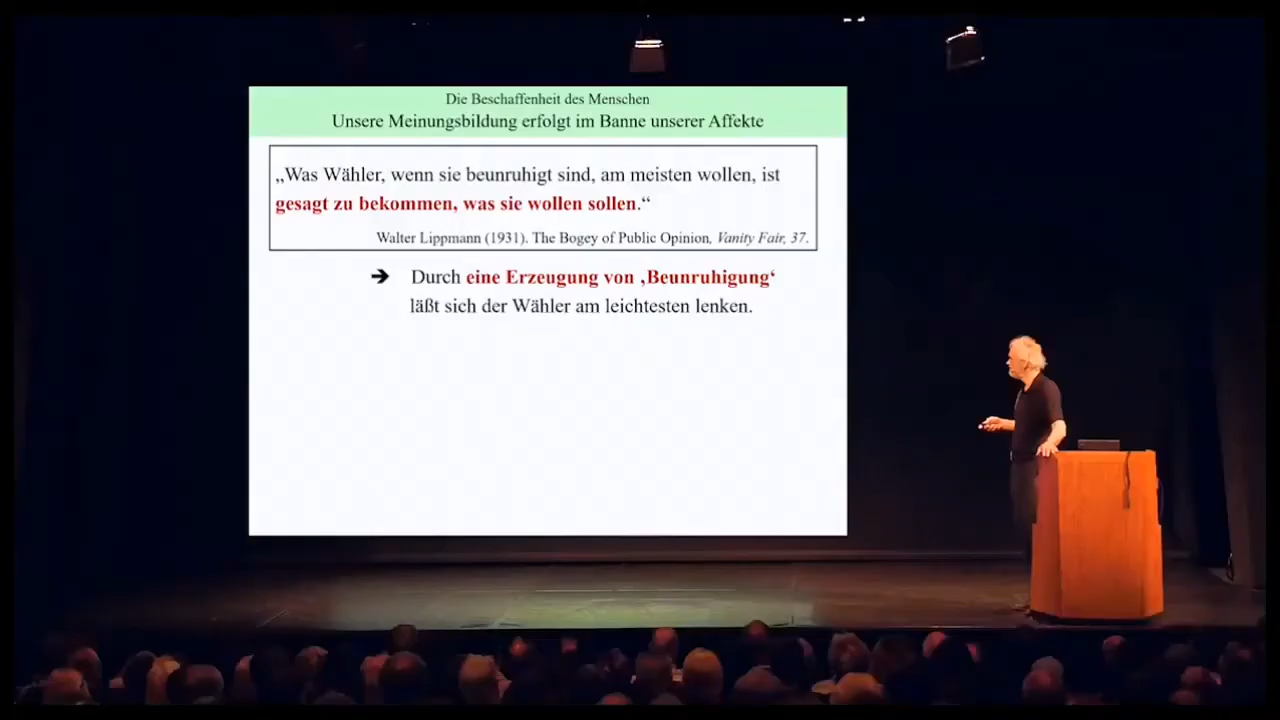 Die Beschaffenheit des Menschen
Unsere Meinungsbildung erfolgt im Banne unserer Affekte
„Was Wähler, wenn sie beunruhigt sind, am meisten wollen, ist
gesagt zu bekommen, was sie wollen sollen.“
Walter Lippmann (1931). The Bogey of Public Opinion, Vanity Fair, 37.
➔ Durch eine Erzeugung von ‚Beunruhigung‘
läßt sich der Wähler am leichtesten lenken.